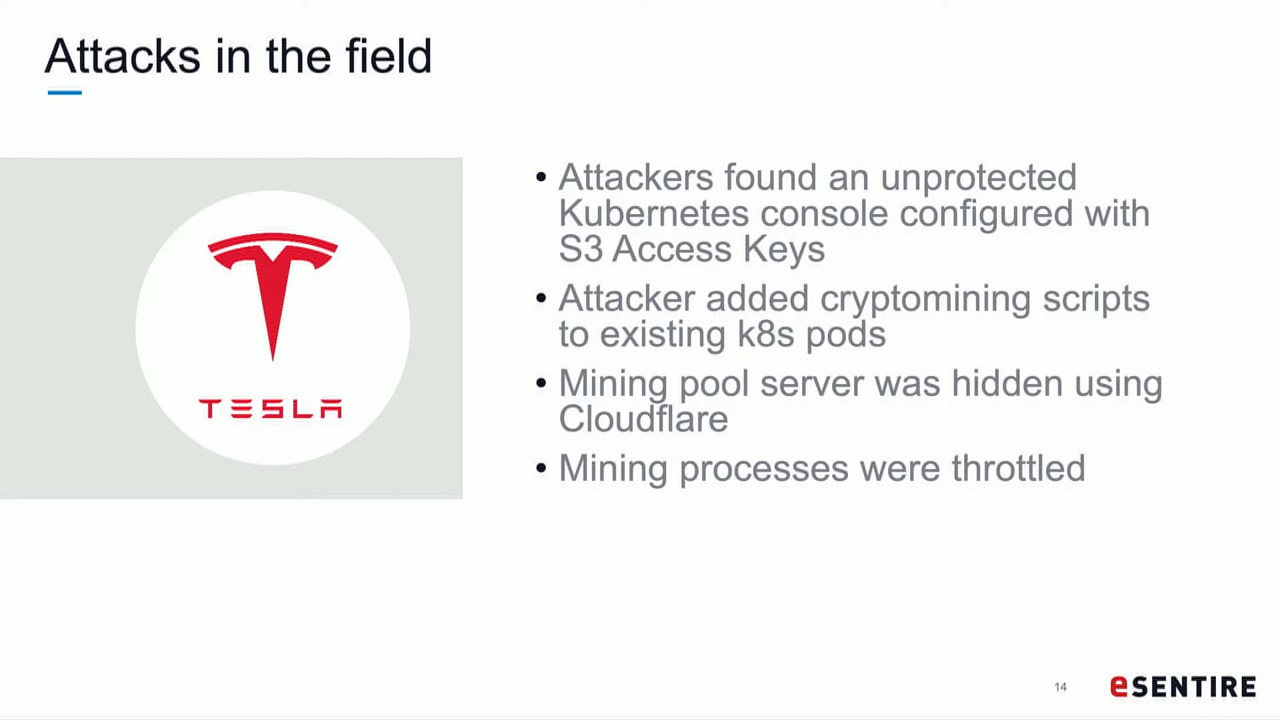 Attacks in the field
TESLA
• Attackers found an unprotected
Kubernetes console configured with
S3 Access Keys
• Attacker added cryptomining scripts
to existing k8s pods
• Mining pool server was hidden using
Cloudflare
• Mining processes were throttled
14
eSENTIRE